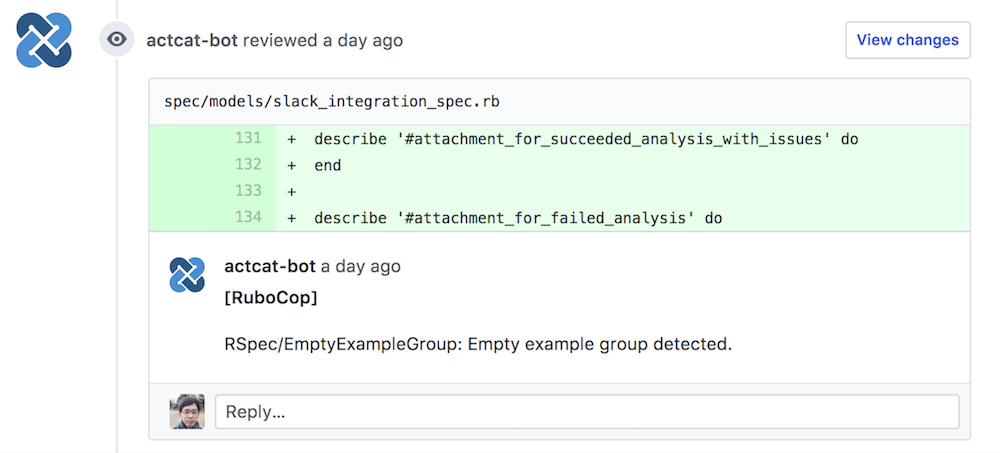 actcat-bot reviewed a day ago
View changes
spec/models/slack_integration_spec.rb
131 + describe '#attachment_for_succeeded_analysis_with_issues' do
132 + end
133 +
134 + describe '#attachment_for_failed_analysis' do
actcat-bot a day ago
[RuboCop]
RSpec/EmptyExampleGroup: Empty example group detected.
Reply...